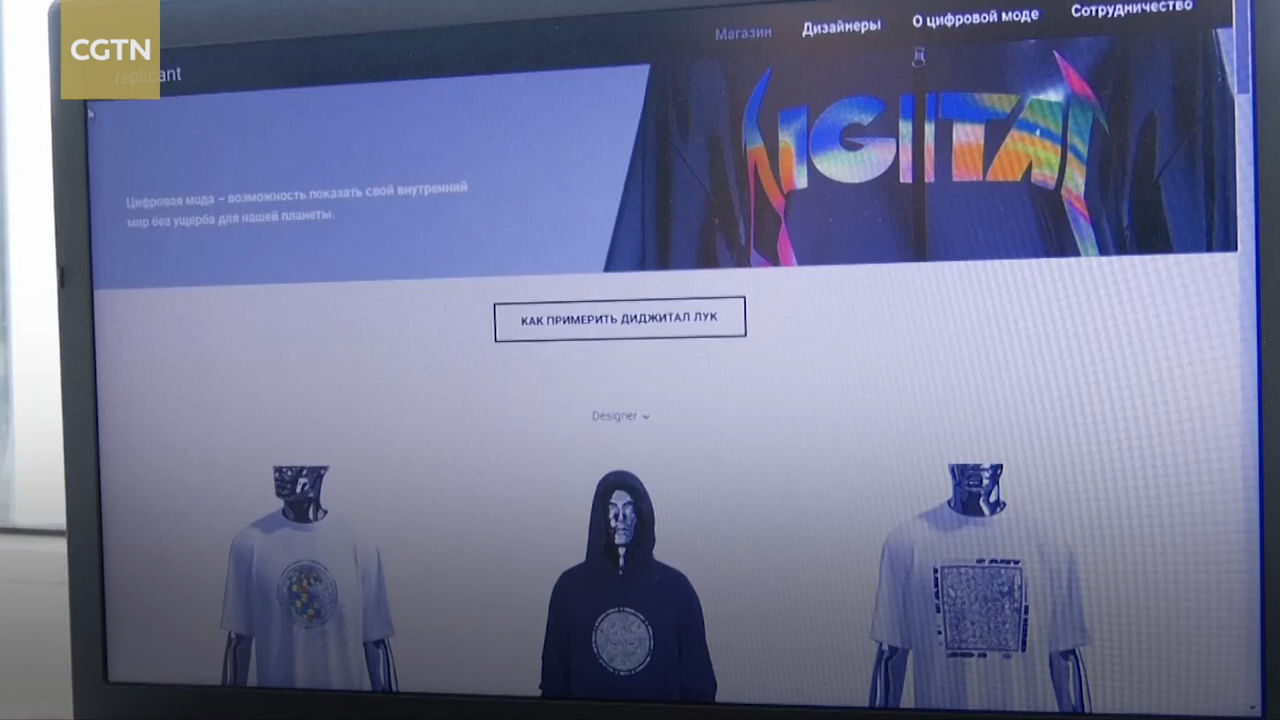 CGTN
replicant
Магазин
Дизайнеры
О цифровой моде
Сотрудничество
DIGITAL
Цифровая мода – возможность показать свой внутренний
мир без ущерба для нашей планеты.
КАК ПРИМЕРИТЬ ДИДЖИТАЛ ЛУК
Designer